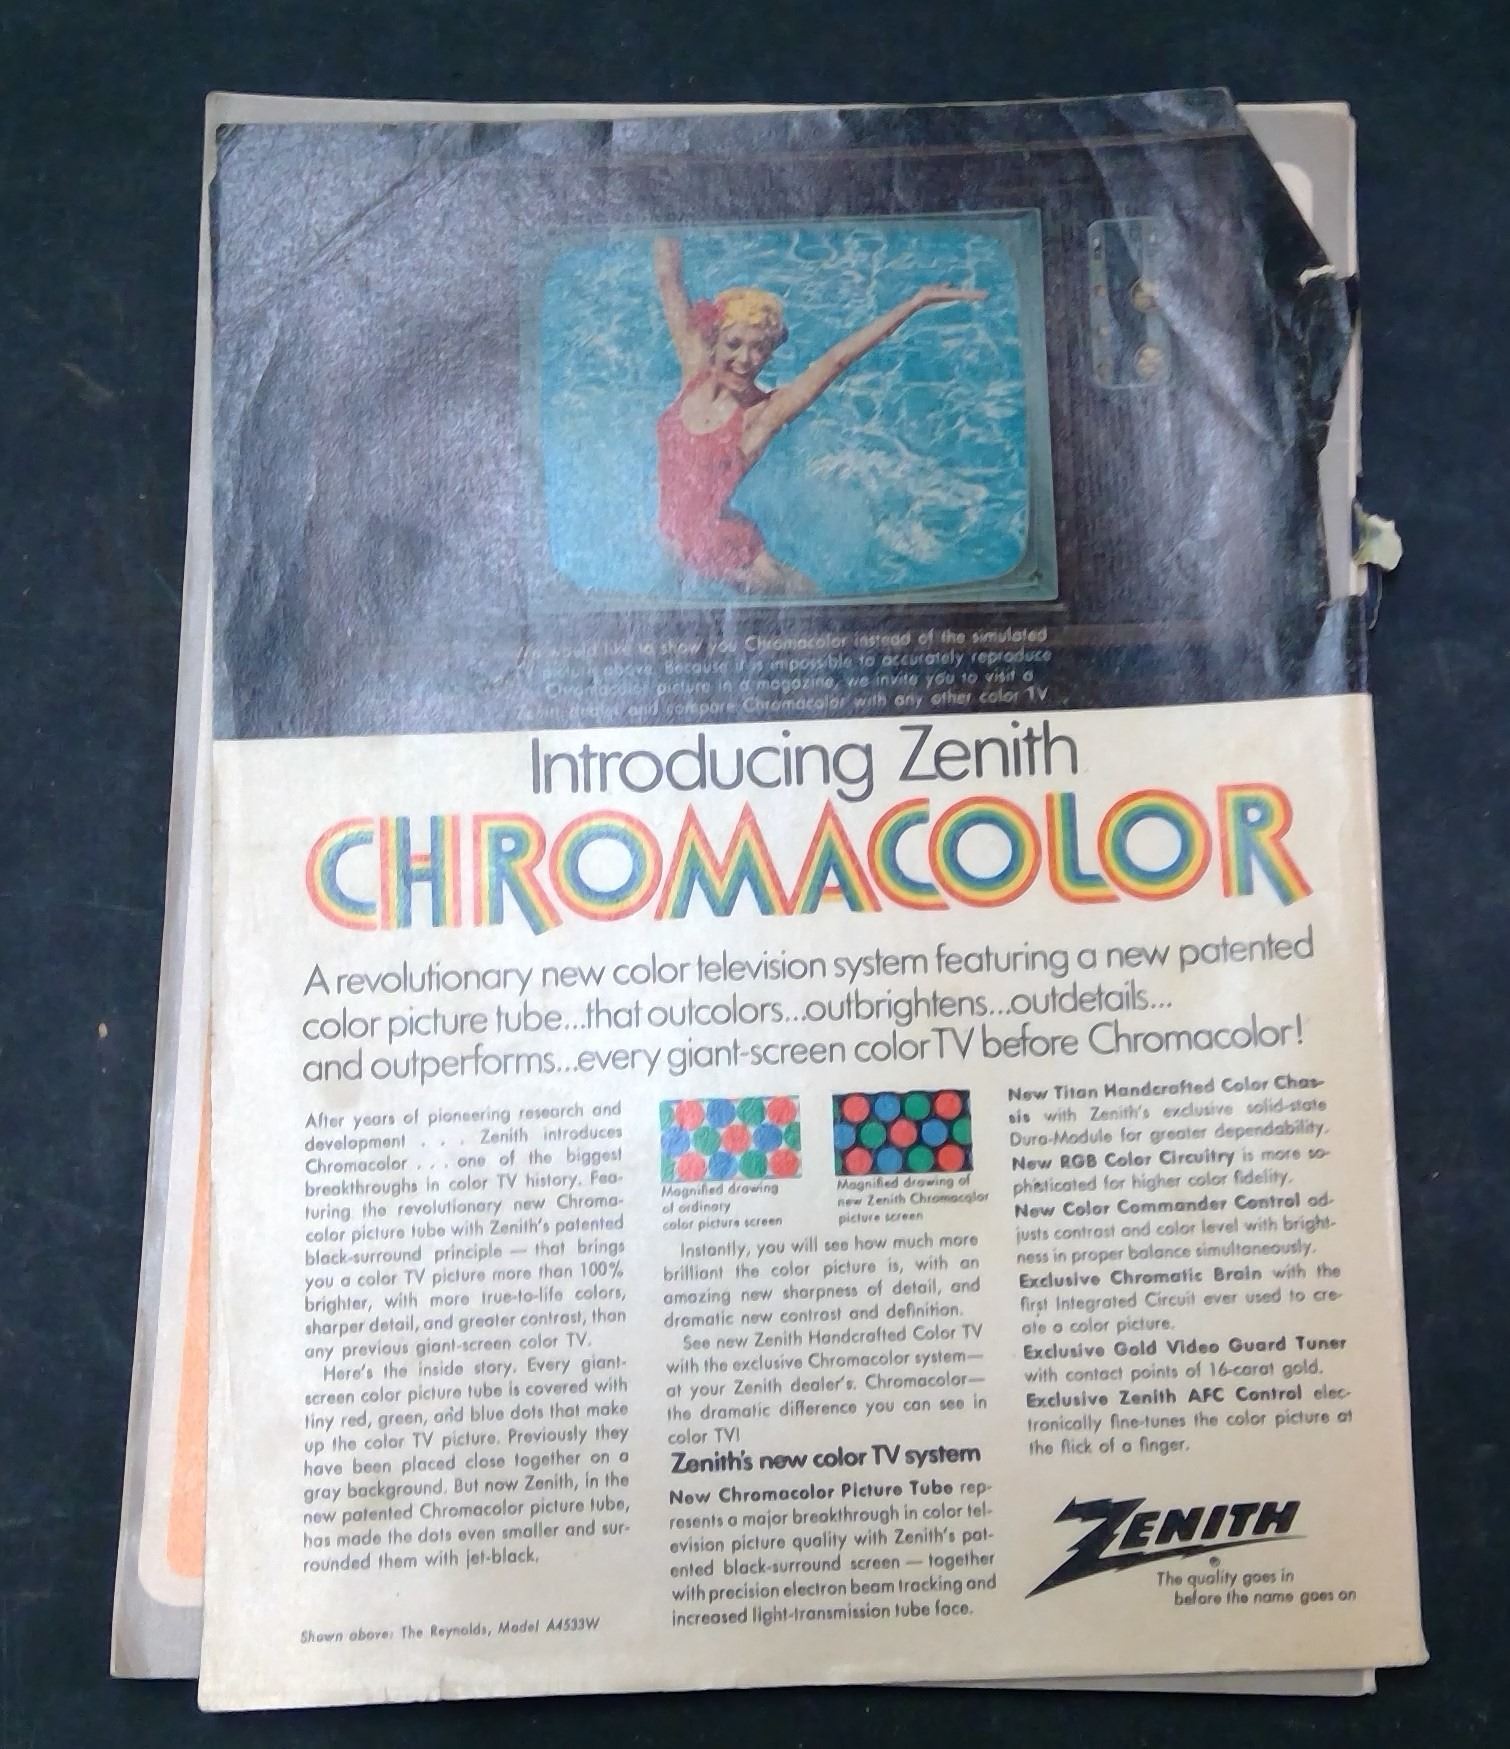 We would like to show you Chromacolor instead of the simulated
TV picture above. Because it is impossible to accurately reproduce
Chromacolor picture in a magazine, we invite you to visit a
Zenith dealer and compare Chromacolor with any other color TV
Introducing Zenith
CHROMACOLOR
A revolutionary new color television system featuring a new patented
color picture tube...that outcolors...outbrightens...outdetails...
and outperforms...every giant-screen color TV before Chromacolor!
After years of pioneering research and
development . . . Zenith introduces
Chromacolor . . . one of the biggest
breakthroughs in color TV history. Fea-
turing the revolutionary new Chroma-
color picture tube with Zenith's patented
black-surround principle — that brings
you a color TV picture more than 100%
brighter, with more true-to-life colors,
sharper detail, and greater contrast, than
any previous giant-screen color TV.
Here's the inside story. Every giant-
screen color picture tube is covered with
tiny red, green, and blue dots that make
up the color TV picture. Previously they
have been placed close together on a
gray background. But now Zenith, in the
new patented Chromacolor picture tube,
has made the dots even smaller and sur-
rounded them with jet-black.
Shown above: The Reynolds, Model A4533W
Magnified drawing
of ordinary
color picture screen
Magnified drawing of
new Zenith Chromacolor
picture screen
Instantly, you will see how much more
brilliant the color picture is, with an
amazing new sharpness of detail, and
dramatic new contrast and definition.
See new Zenith Handcrafted Color TV
with the exclusive Chromacolor system—
at your Zenith dealer's. Chromacolor—
the dramatic difference you can see in
color TV!
Zenith's new color TV system
New Chromacolor Picture Tube rep-
resents a major breakthrough in color tel-
evision picture quality with Zenith's pat-
ented black-surround screen — together
with precision electron beam tracking and
increased light-transmission tube face.
New Titan Handcrafted Color Chas-
sis with Zenith's exclusive solid-state
Dura-Module for greater dependability.
New RGB Color Circuitry is more so-
phisticated for higher color fidelity.
New Color Commander Control ad-
justs contrast and color level with bright-
ness in proper balance simultaneously.
Exclusive Chromatic Brain with the
first Integrated Circuit ever used to cre-
ate a color picture.
Exclusive Gold Video Guard Tuner
with contact points of 16-carat gold.
Exclusive Zenith AFC Control elec-
tronically fine-tunes the color picture at
the flick of a finger.
ZENITH
®
The quality goes in
before the name goes on